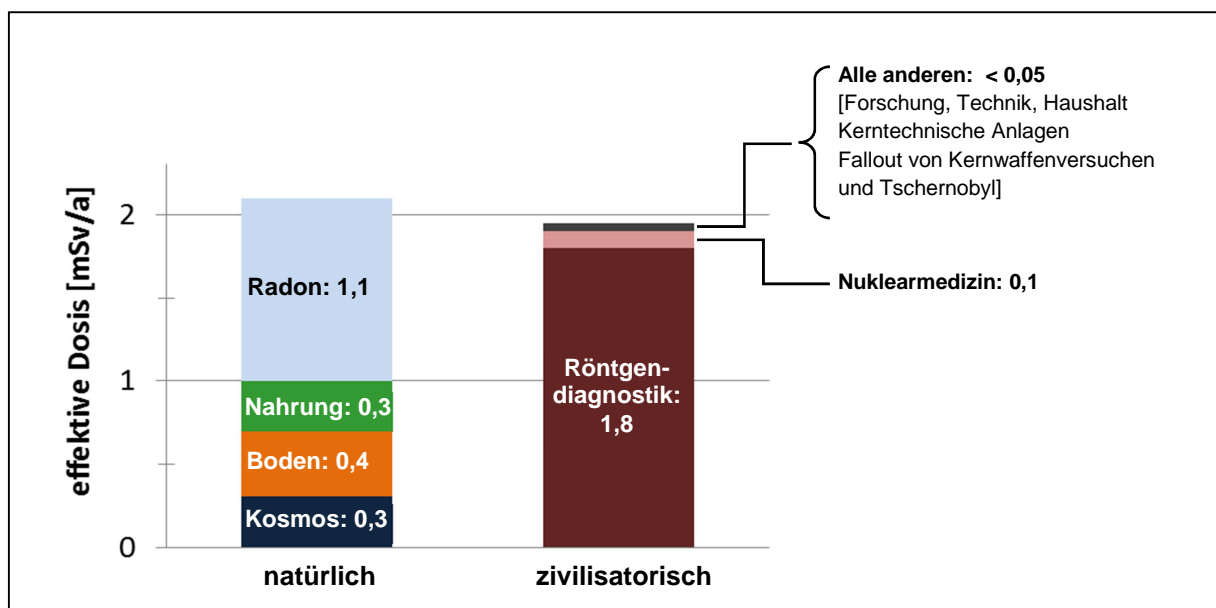 Alle anderen: < 0,05
[Forschung, Technik, Haushalt
Kerntechnische Anlagen
Fallout von Kernwaffenversuchen
und Tschernobyl]
Nuklearmedizin: 0,1
effektive Dosis [mSv/a]
2
1
0
Radon: 1,1
Nahrung: 0,3
Boden: 0,4
Kosmos: 0,3
Röntgen-
diagnostik:
1,8
natürlich
zivilisatorisch